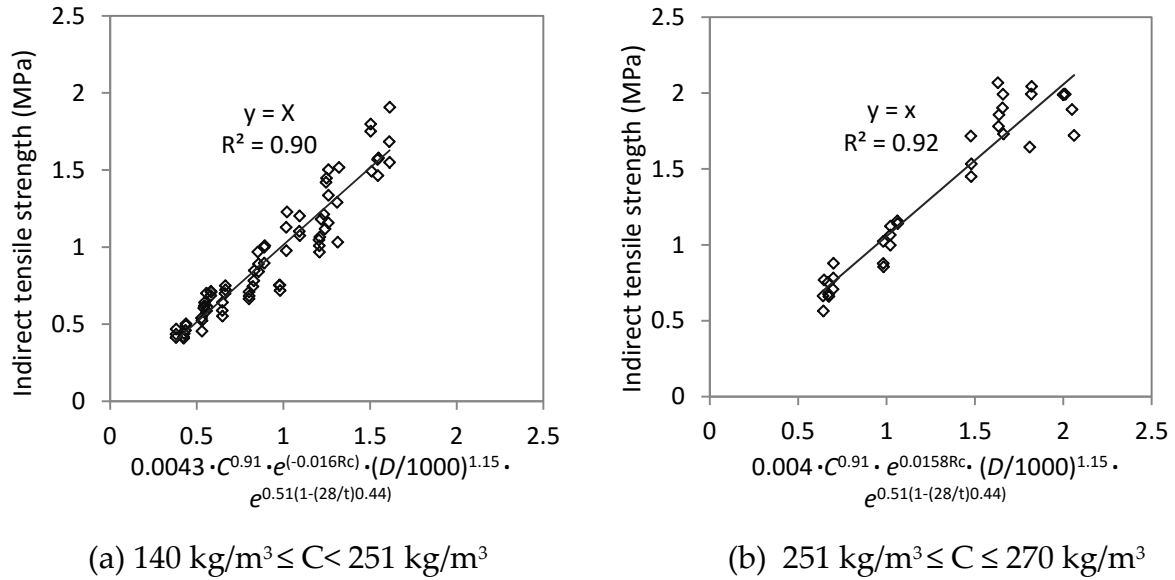 Indirect tensile strength (MPa)
2.5
2
1.5
1
0.5
0
y = X
R² = 0.90
0 0.5 1 1.5 2 2.5
0.0043·C^0.91·e^(-0.016Rc)·(D/1000)^1.15·
e^0.51(1-(28/t)0.44)
(a) 140 kg/m³ ≤ C< 251 kg/m³
Indirect tensile strength (MPa)
2.5
2
1.5
1
0.5
0
y = x
R² = 0.92
0 0.5 1 1.5 2 2.5
0.004·C^0.91·e^0.0158Rc·(D/1000)^1.15·
e^0.51(1-(28/t)0.44)
(b) 251 kg/m³ ≤ C ≤ 270 kg/m³